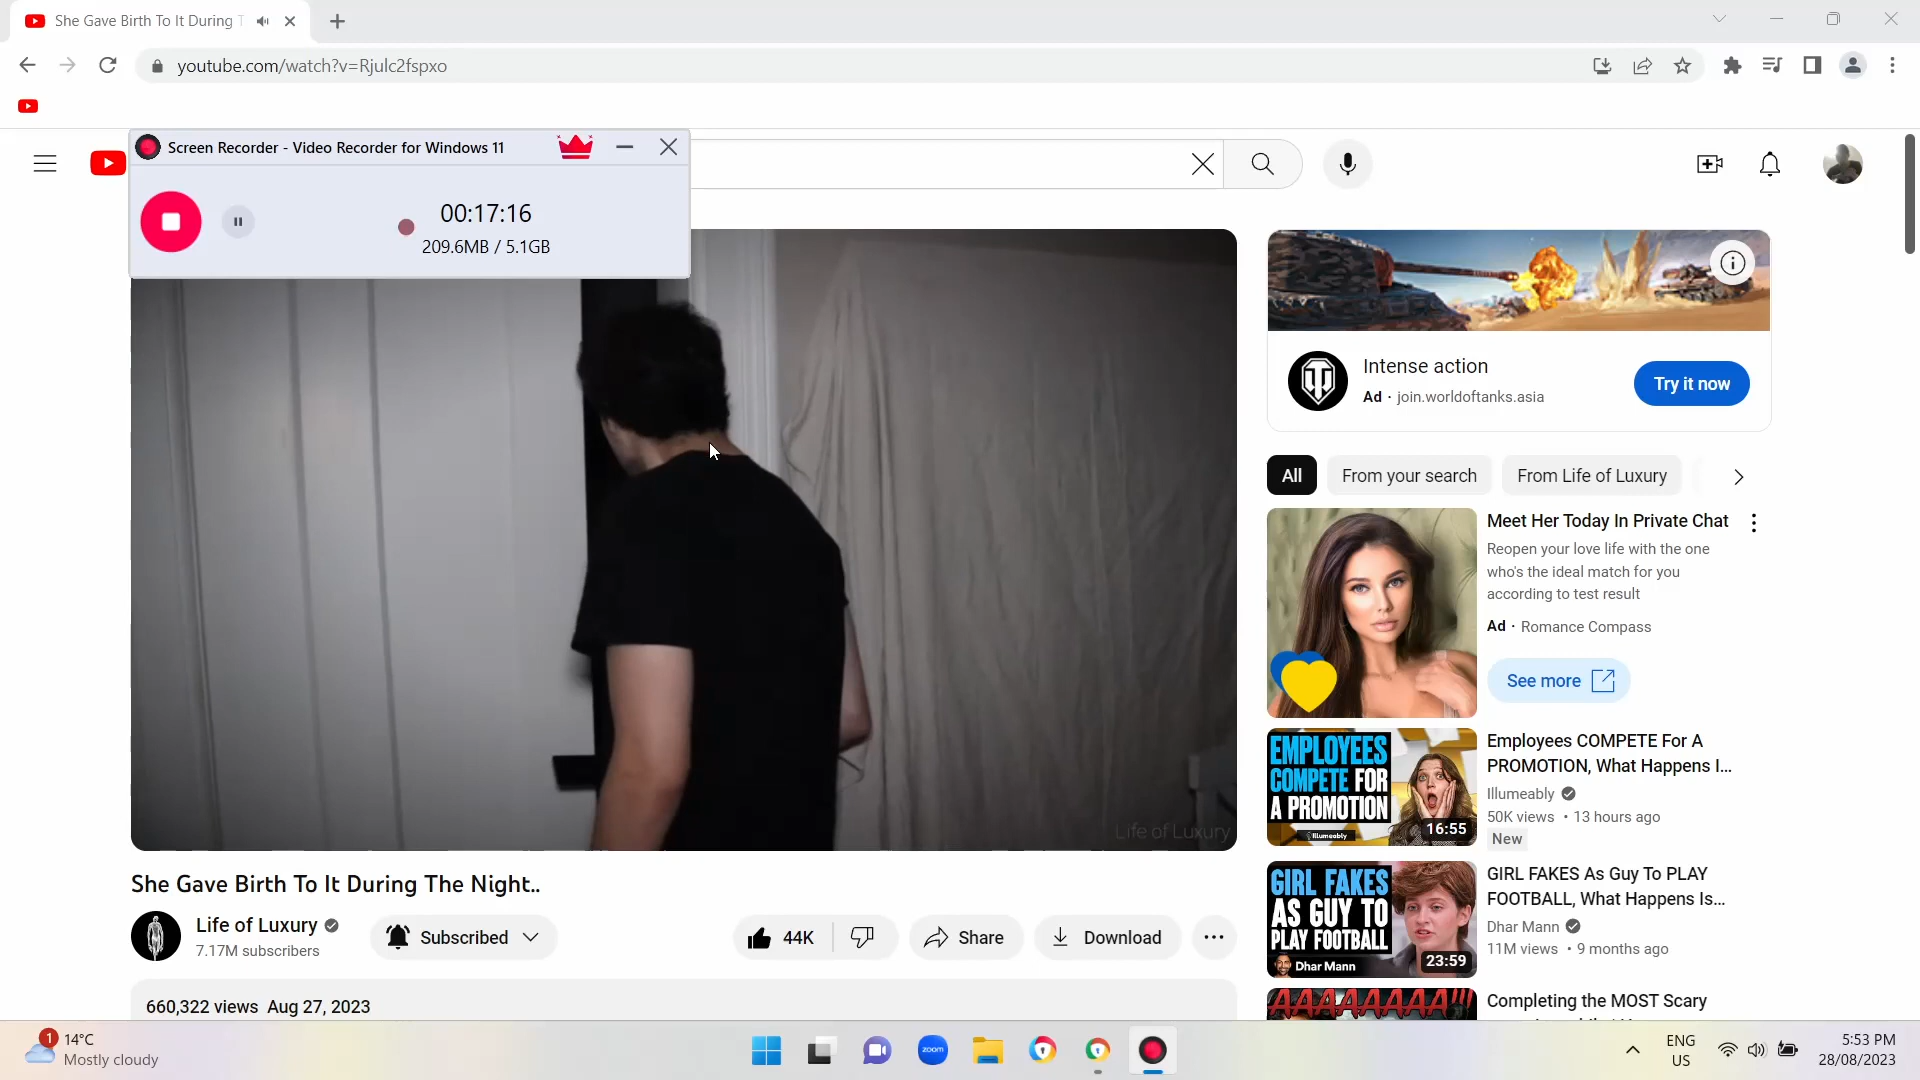 She Gave Birth To It During T
youtube.com/watch?v=Rjulc2fspxo
Screen Recorder - Video Recorder for Windows 11
00:17:16
209.6MB / 5.1GB
Life of Luxury
She Gave Birth To It During The Night..
Life of Luxury
7.17M subscribers
Subscribed
44K
Share
Download
660,322 views Aug 27, 2023
Intense action
Ad · join.worldoftanks.asia
Try it now
All
From your search
From Life of Luxury
Meet Her Today In Private Chat
Reopen your love life with the one
who's the ideal match for you
according to test result
Ad · Romance Compass
See more
EMPLOYEES
COMPETE FOR
A PROMOTION
Illumeably
16:55
Employees COMPETE For A
PROMOTION, What Happens I...
Illumeably
50K views • 13 hours ago
New
GIRL FAKES
AS GUY TO
PLAY FOOTBALL
Dhar Mann
23:59
GIRL FAKES As Guy To PLAY
FOOTBALL, What Happens Is...
Dhar Mann
11M views • 9 months ago
AAAAAAAA!!!
Completing the MOST Scary
1
14°C
Mostly cloudy
zoom
ENG
US
5:53 PM
28/08/2023